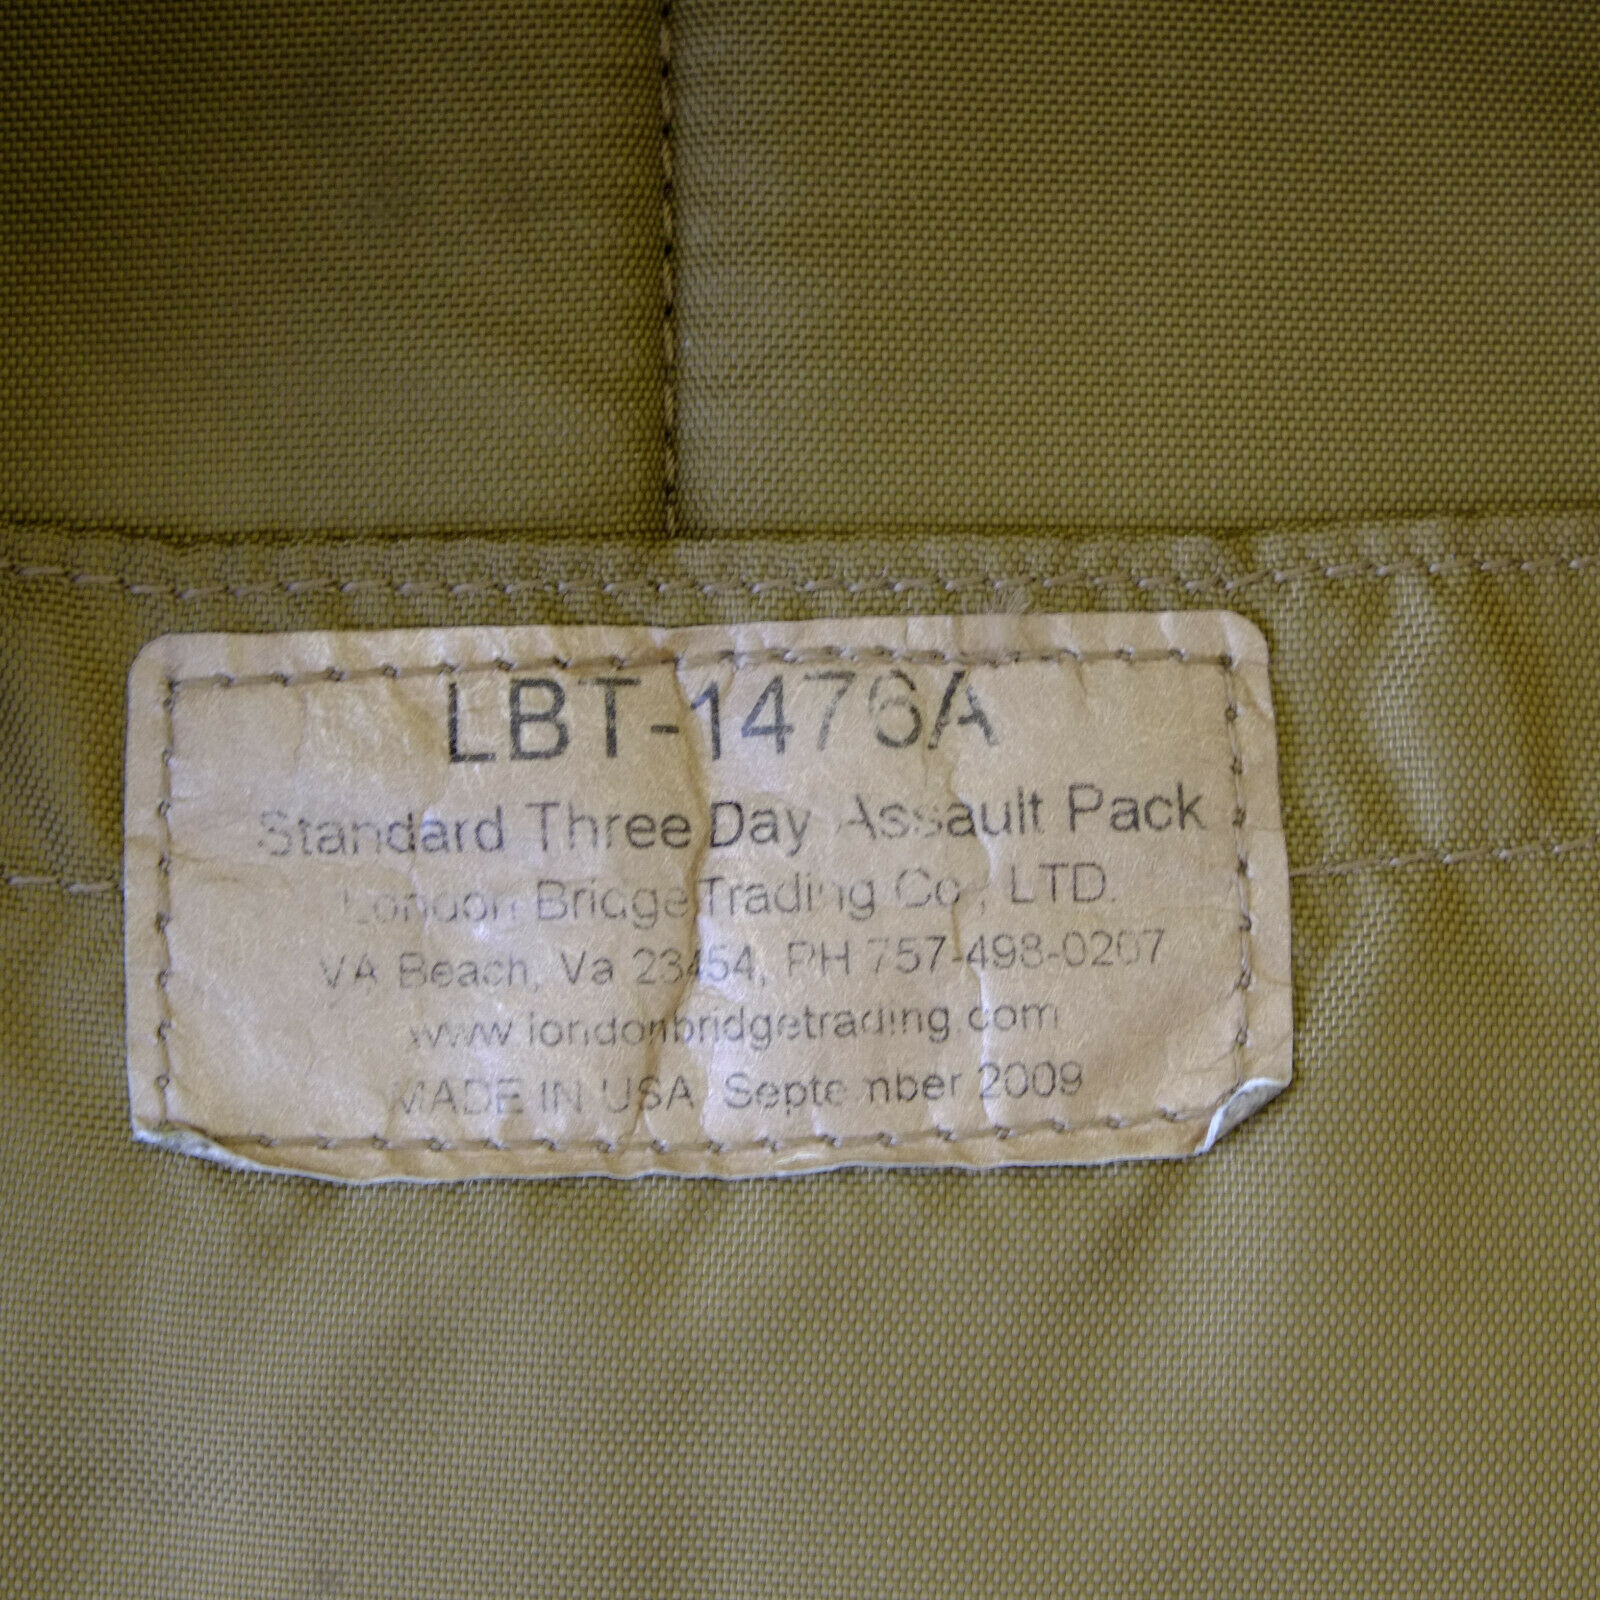 LBT-1476A
Standard Three Day Assault Pack
London Bridge Trading Co., LTD.
VA Beach, Va 23454, PH 757-498-0207
www.londonbridgetrading.com
MADE IN USA September 2009